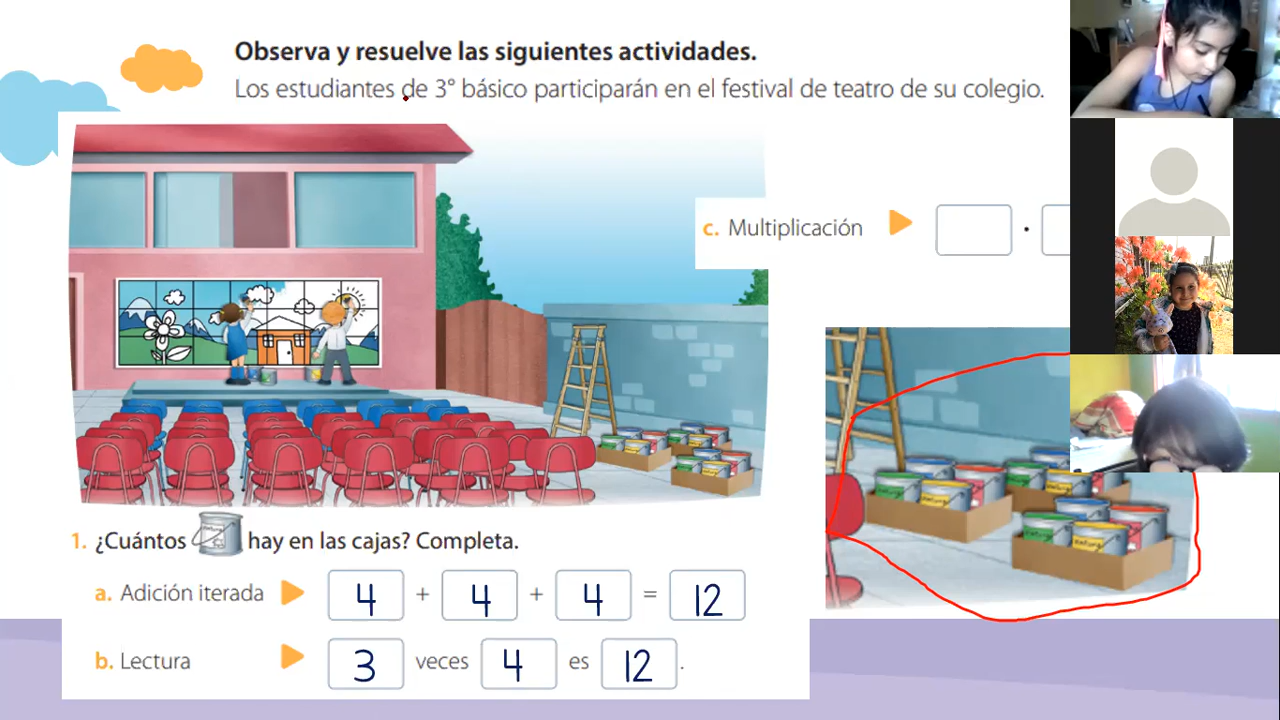 Observa y resuelve las siguientes actividades.
Los estudiantes de 3° básico participarán en el festival de teatro de su colegio.
c. Multiplicación ·
1. ¿Cuántos hay en las cajas? Completa.
a. Adición iterada 4 + 4 + 4 = 12
b. Lectura 3 veces 4 es 12.